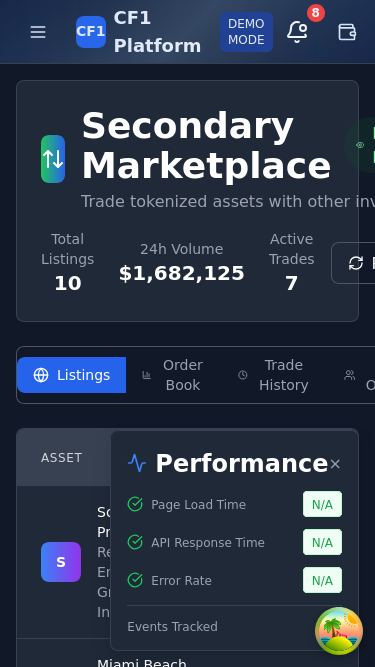 CF1
CF1
Platform
DEMO
MODE
8
Secondary
Marketplace
Trade tokenized assets with other inv
Total
Listings
10
24h Volume
$1,682,125
Active
Trades
7
Listings
Order
Book
Trade
History
ASSET
S
Performance
×
Page Load Time
N/A
API Response Time
N/A
Error Rate
N/A
Events Tracked
Miami Beach